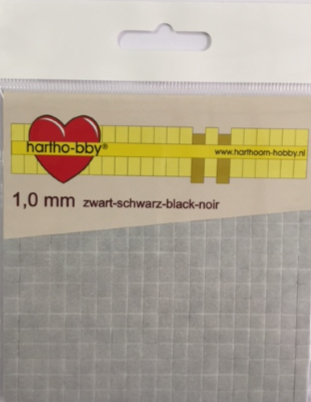 hartho-bby®
www.harthoorn-hobby.nl
1,0 mm zwart-schwarz-black-noir